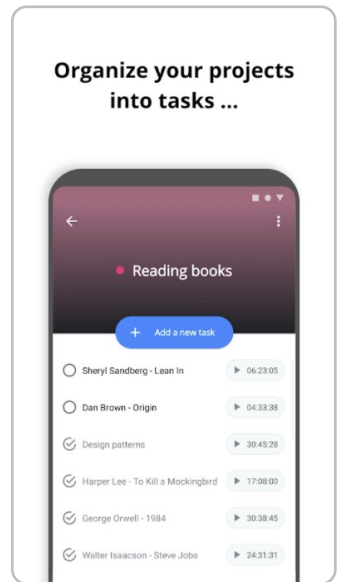 Organize your projects
into tasks ...
Reading books
+ Add a new task
Sheryl Sandberg - Lean In 06:23:05
Dan Brown - Origin 04:33:38
Design patterns 30:45:28
Harper Lee - To Kill a Mockingbird 17:08:00
George Orwell - 1984 30:38:45
Walter Isaacson - Steve Jobs 24:31:31